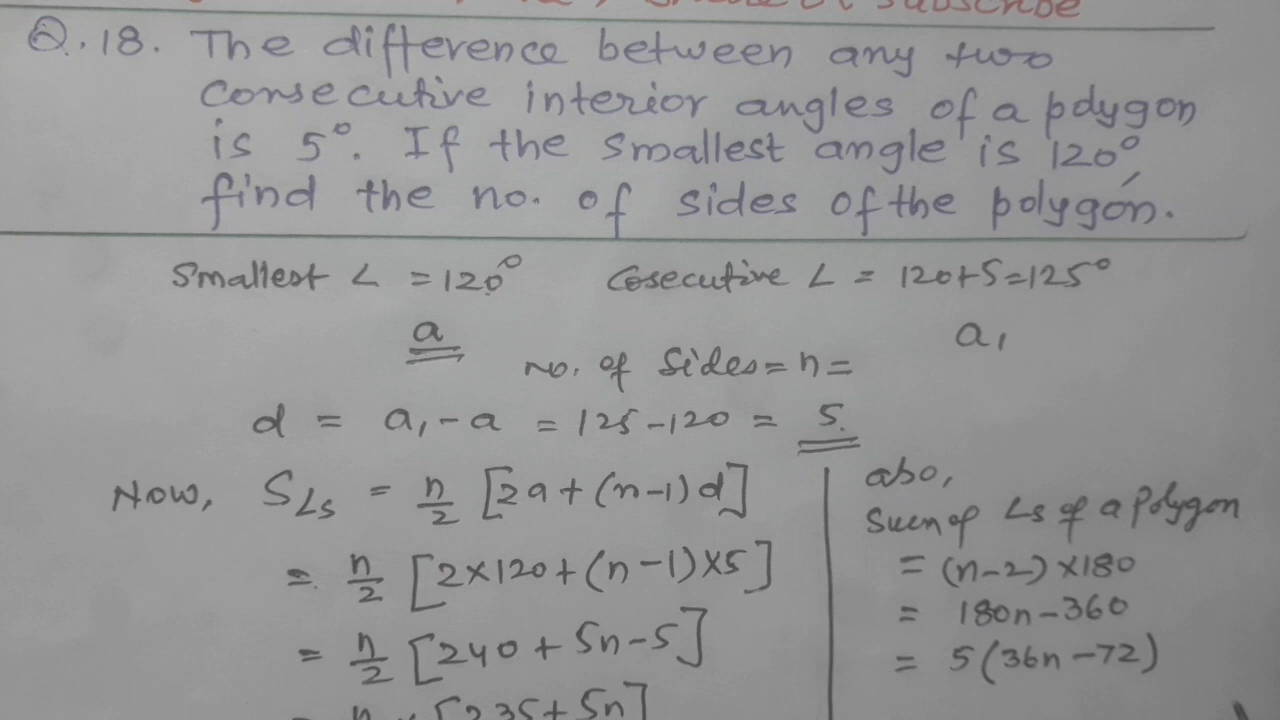 Subscribe
Q.18. The difference between any two
consecutive interior angles of a polygon
is 5°. If the smallest angle is 120°,
find the no. of sides of the polygon.
Smallest ∠ = 120° Cosecutive ∠ = 120+5=125°
a a₁
no. of Sides = n =
d = a₁-a = 125-120 = 5.
Now, S∠s = n/2 [2a+(n-1)d]
= n/2 [2×120+(n-1)×5]
= n/2 [240+5n-5]
= n [235+5n]
also,
Sum of ∠s of a Polygon
= (n-2)×180
= 180n-360
= 5(36n-72)